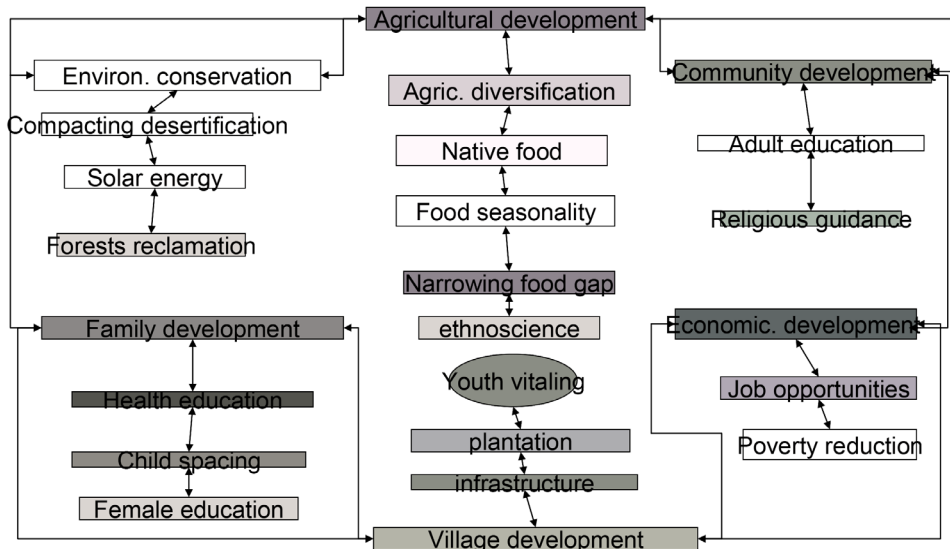 Agricultural development
Environ. conservation
Compacting desertification
Solar energy
Forests reclamation
Agric. diversification
Native food
Food seasonality
Narrowing food gap
ethnoscience
Community development
Adult education
Religious guidance
Family development
Health education
Child spacing
Female education
Youth vitaling
plantation
infrastructure
Village development
Economic. development
Job opportunities
Poverty reduction